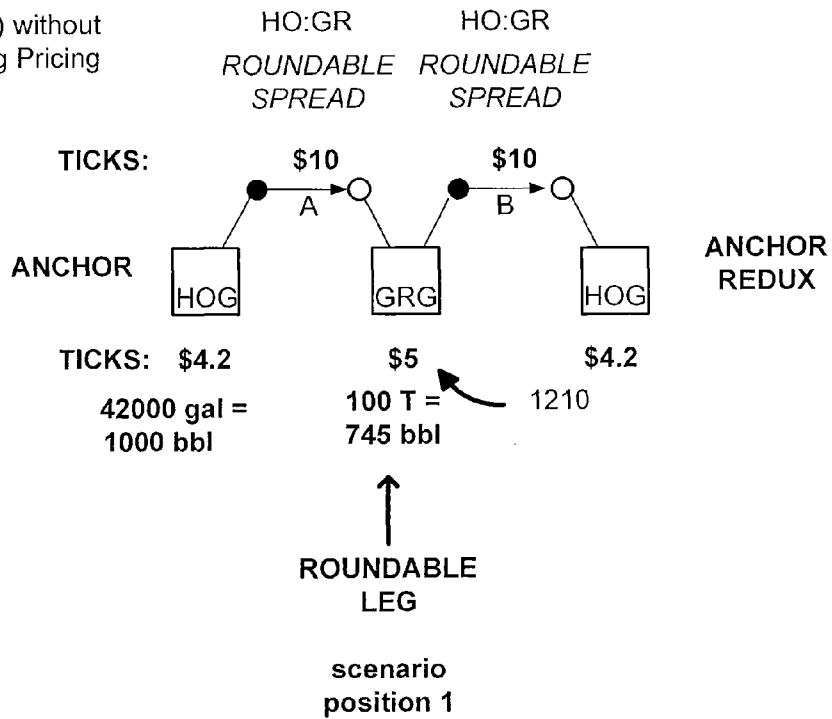 ) without
g Pricing
HO:GR HO:GR
ROUNDABLE SPREAD ROUNDABLE SPREAD
TICKS: $10 $10
A B
ANCHOR
HOG GRG HOG
ANCHOR
REDUX
TICKS: $4.2 $5 $4.2
42000 gal =
1000 bbl
100 T =
745 bbl
1210
ROUNDABLE
LEG
scenario
position 1